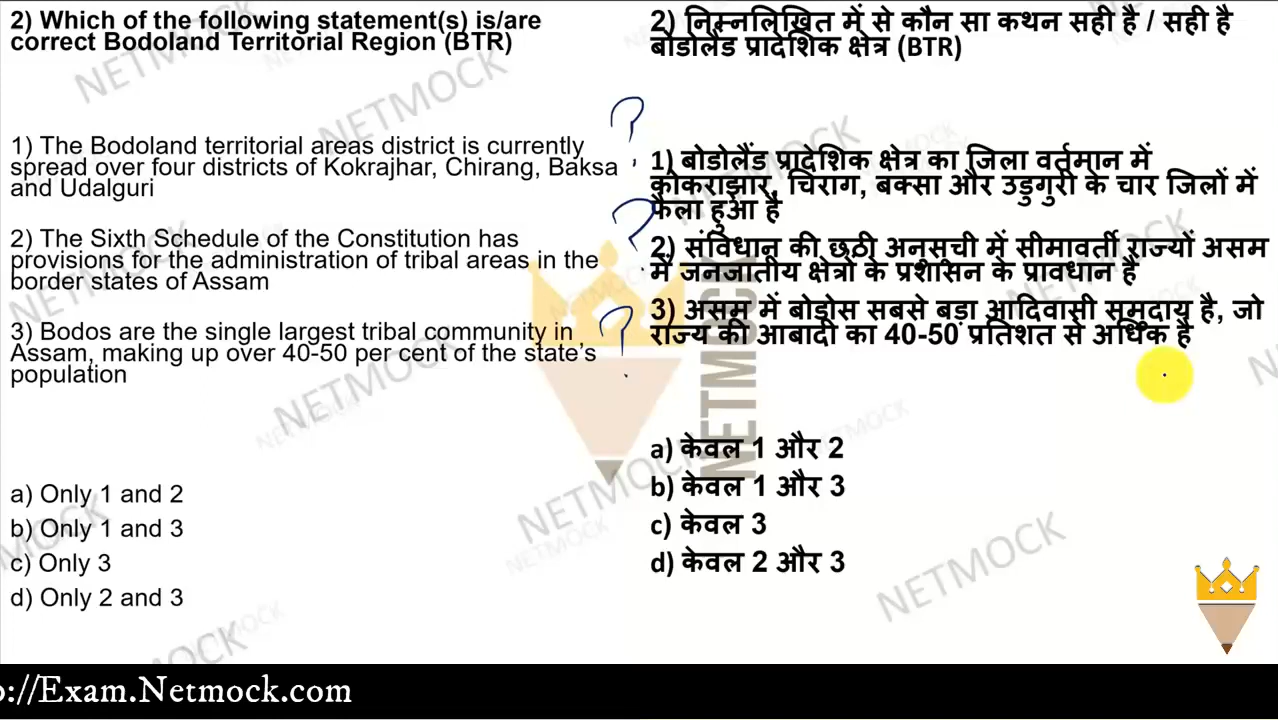 2) Which of the following statement(s) is/are
correct Bodoland Territorial Region (BTR)
1) The Bodoland territorial areas district is currently
spread over four districts of Kokrajhar, Chirang, Baksa
and Udalguri
2) The Sixth Schedule of the Constitution has
provisions for the administration of tribal areas in the
border states of Assam
3) Bodos are the single largest tribal community in
Assam, making up over 40-50 per cent of the state's
population
a) Only 1 and 2
b) Only 1 and 3
c) Only 3
d) Only 2 and 3
2) निम्नलिखित में से कौन सा कथन सही है / सही है
बोडोलैंड प्रादेशिक क्षेत्र (BTR)
1) बोडोलैंड प्रादेशिक क्षेत्र का जिला वर्तमान में
कोकराझार, चिरांग, बक्सा और उडुगुरी के चार जिलों में
फैला हुआ है
2) संविधान की छठी अनुसूची में सीमावर्ती राज्यों असम
में जनजातीय क्षेत्रों के प्रशासन के प्रावधान हैं
3) असम में बोडोस सबसे बड़ा आदिवासी समुदाय है, जो
राज्य की आबादी का 40-50 प्रतिशत से अधिक है
a) केवल 1 और 2
b) केवल 1 और 3
c) केवल 3
d) केवल 2 और 3
? 
?
?
NETMOCK
NETMOCK
NETMOCK
NETMOCK
NETMOCK
NETMOCK
://Exam.Netmock.com